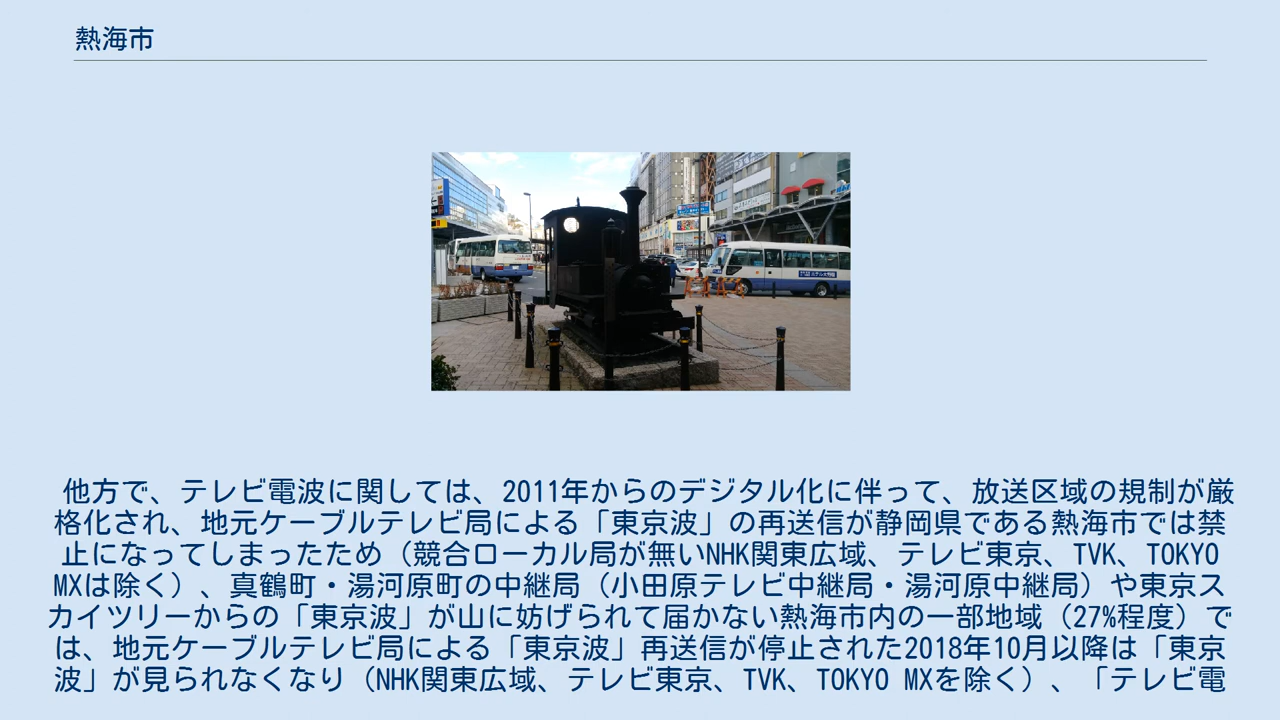 熱海市
他方で、テレビ電波に関しては、2011年からのデジタル化に伴って、放送区域の規制が厳
格化され、地元ケーブルテレビ局による「東京波」の再送信が静岡県である熱海市では禁
止になってしまったため（競合ローカル局が無いNHK関東広域、テレビ東京、TVK、TOKYO
MXは除く）、真鶴町・湯河原町の中継局（小田原テレビ中継局・湯河原中継局）や東京ス
カイツリーからの「東京波」が山に妨げられて届かない熱海市内の一部地域（27%程度）で
は、地元ケーブルテレビ局による「東京波」再送信が停止された2018年10月以降は「東京
波」が見られなくなり（NHK関東広域、テレビ東京、TVK、TOKYO MXを除く）、「テレビ電